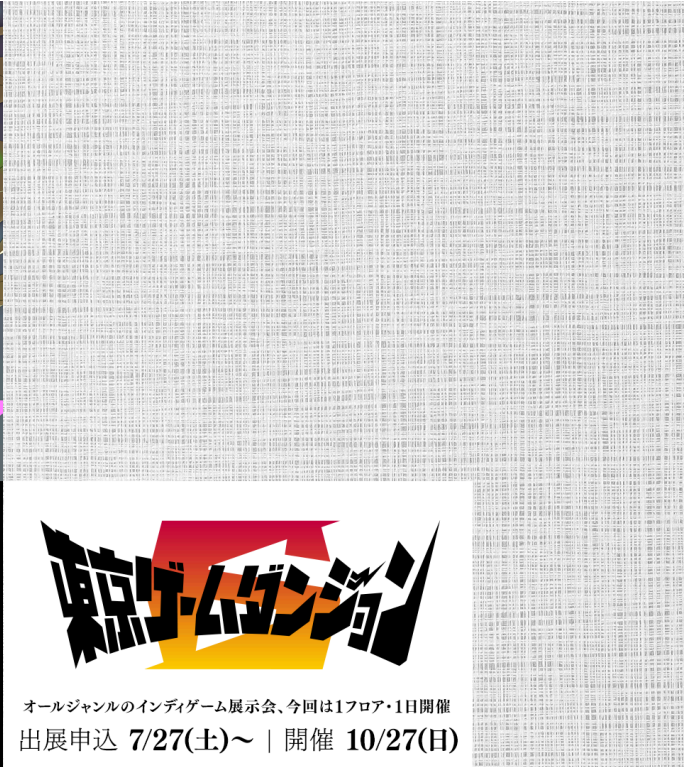 東京ゲームダンジョン
6
オールジャンルのインディゲーム展示会、今回は1フロア・1日開催
出展申込 7/27(土)～ | 開催 10/27(日)